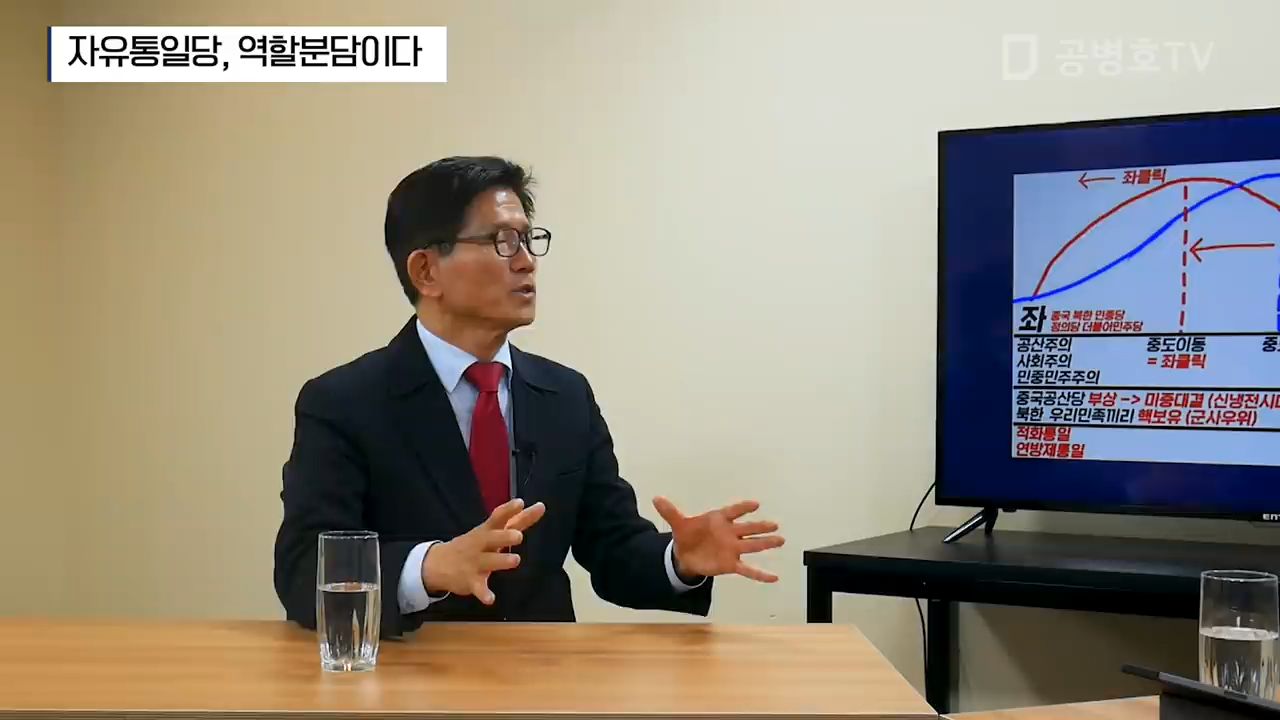 자유통일당, 역할분담이다
공병호TV
← 좌클릭
좌 중국 북한 민중당
정의당 더불어민주당
공산주의
사회주의
민중민주주의
중도이동
= 좌클릭
중국공산당 부상 -> 미중대결 (신냉전시대
북한 우리민족끼리 핵보유 (군사우위)
적화통일
연방제통일